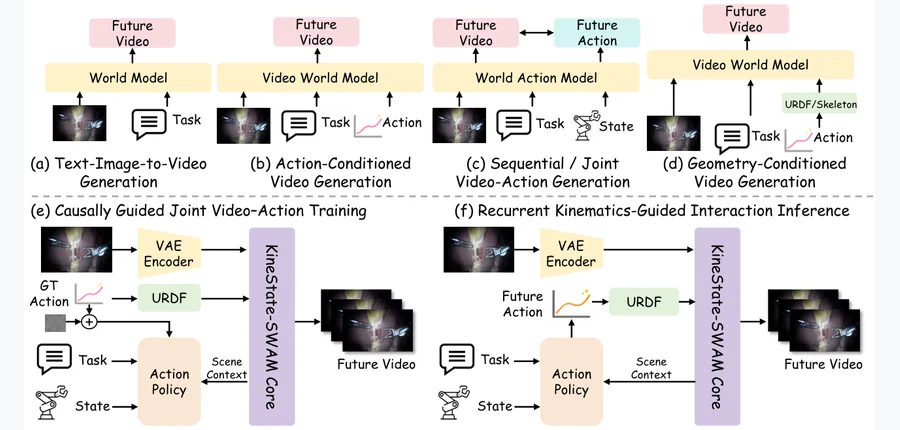 Future
Video
World Model
Task
(a) Text-Image-to-Video
Generation
Future
Video
Video World Model
Task
Action
(b) Action-Conditioned
Video Generation
Future
Video
Future
Action
World Action Model
Task
State
(c) Sequential / Joint
Video-Action Generation
Future
Video
Video World Model
URDF/Skeleton
Task
Action
(d) Geometry-Conditioned
Video Generation
(e) Causally Guided Joint Video–Action Training
VAE
Encoder
GT
Action
URDF
Task
State
Action
Policy
Scene
Context
KineState-SWAM Core
Future Video
(f) Recurrent Kinematics-Guided Interaction Inference
VAE
Encoder
Future
Action
URDF
Task
State
Action
Policy
Scene
Context
KineState-SWAM Core
Future Video